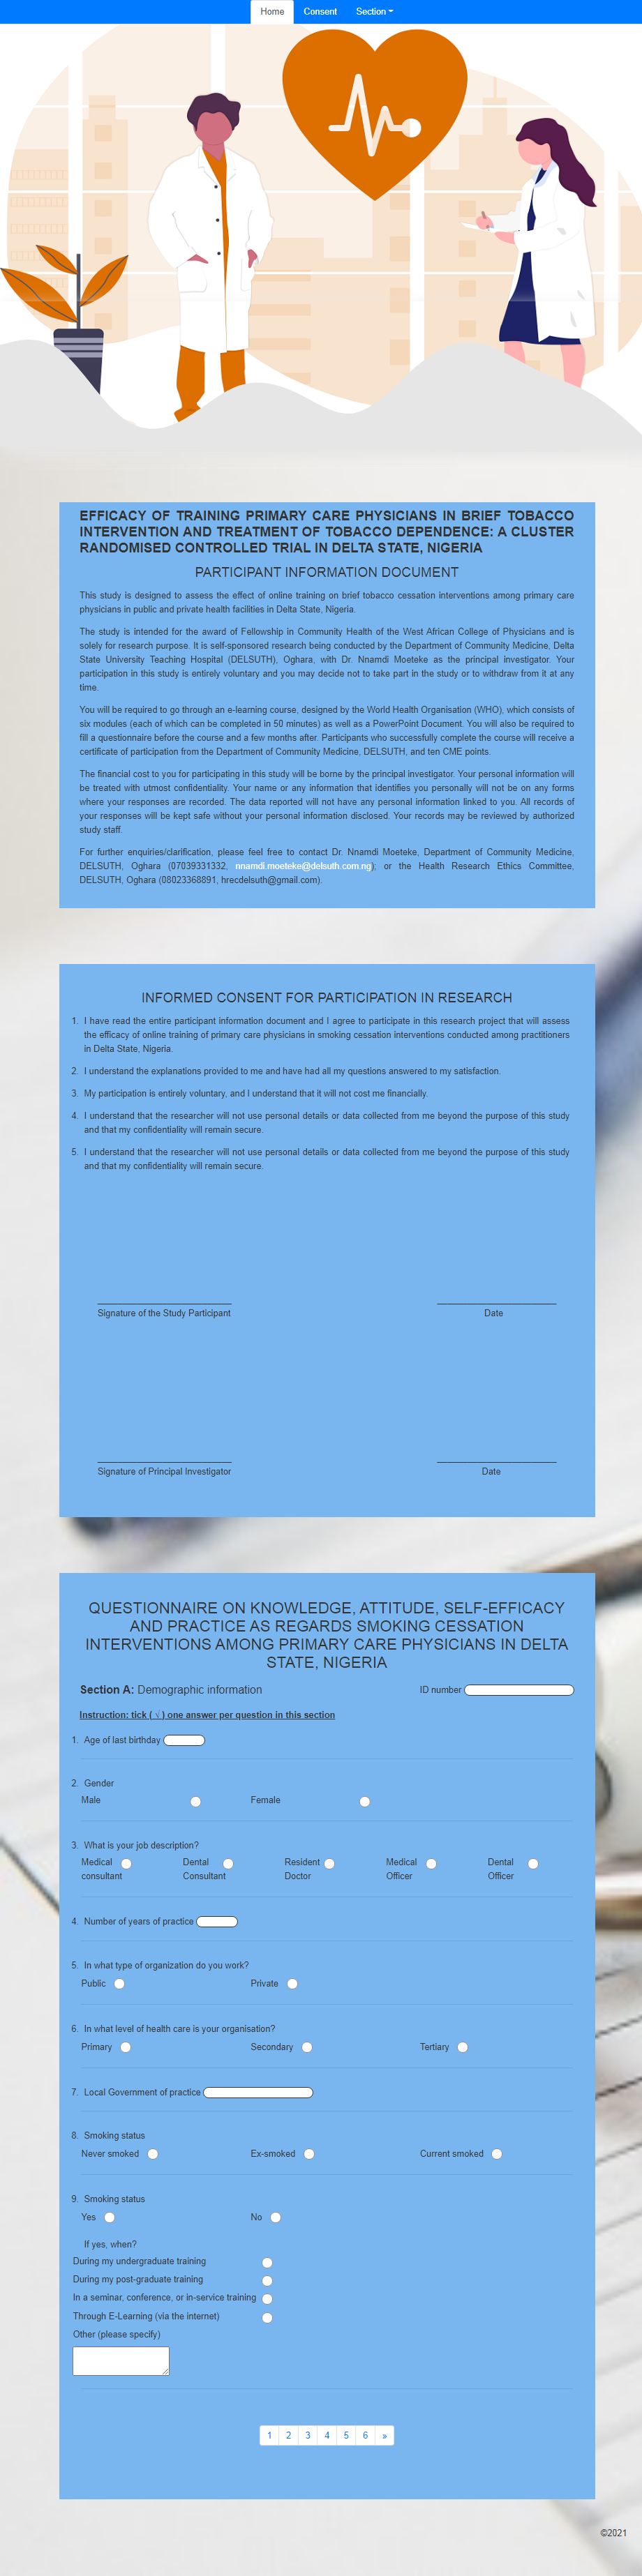 Home Consent Section
EFFICACY OF TRAINING PRIMARY CARE PHYSICIANS IN BRIEF TOBACCO
INTERVENTION AND TREATMENT OF TOBACCO DEPENDENCE: A CLUSTER
RANDOMISED CONTROLLED TRIAL IN DELTA STATE, NIGERIA
PARTICIPANT INFORMATION DOCUMENT
This study is designed to assess the effect of online training on brief tobacco cessation interventions among primary care
physicians in public and private health facilities in Delta State, Nigeria.
The study is intended for the award of Fellowship in Community Health of the West African College of Physicians and is
solely for research purpose. It is self-sponsored research being conducted by the Department of Community Medicine, Delta
State University Teaching Hospital (DELSUTH), Oghara, with Dr. Nnamdi Moeteke as the principal investigator. Your
participation in this study is entirely voluntary and you may decide not to take part in the study or to withdraw from it at any
time.
You will be required to go through an e-learning course, designed by the World Health Organisation (WHO), which consists of
six modules (each of which can be completed in 50 minutes) as well as a PowerPoint Document. You will also be required to
fill a questionnaire before the course and a few months after. Participants who successfully complete the course will receive a
certificate of participation from the Department of Community Medicine, DELSUTH, and ten CME points.
The financial cost to you for participating in this study will be borne by the principal investigator. Your personal information will
be treated with utmost confidentiality. Your name or any information that identifies you personally will not be on any forms
where your responses are recorded. The data reported will not have any personal information linked to you. All records of
your responses will be kept safe without your personal information disclosed. Your records may be reviewed by authorized
study staff.
For further enquiries/clarification, please feel free to contact Dr. Nnamdi Moeteke, Department of Community Medicine,
DELSUTH, Oghara (07039331332, nnamdi.moeteke@delsuth.com.ng); or the Health Research Ethics Committee,
DELSUTH, Oghara (08023368891, hrecdelsuth@gmail.com).
INFORMED CONSENT FOR PARTICIPATION IN RESEARCH
1. I have read the entire participant information document and I agree to participate in this research project that will assess
the efficacy of online training of primary care physicians in smoking cessation interventions conducted among practitioners
in Delta State, Nigeria.
2. I understand the explanations provided to me and have had all my questions answered to my satisfaction.
3. My participation is entirely voluntary, and I understand that it will not cost me financially.
4. I understand that the researcher will not use personal details or data collected from me beyond the purpose of this study
and that my confidentiality will remain secure.
5. I understand that the researcher will not use personal details or data collected from me beyond the purpose of this study
and that my confidentiality will remain secure.
Signature of the Study Participant Date
Signature of Principal Investigator Date
QUESTIONNAIRE ON KNOWLEDGE, ATTITUDE, SELF-EFFICACY
AND PRACTICE AS REGARDS SMOKING CESSATION
INTERVENTIONS AMONG PRIMARY CARE PHYSICIANS IN DELTA
STATE, NIGERIA
Section A: Demographic information ID number
Instruction: tick ( √ ) one answer per question in this section
1. Age of last birthday
2. Gender
Male Female
3. What is your job description?
Medical Dental Resident Medical Dental
consultant Consultant Doctor Officer Officer
4. Number of years of practice
5. In what type of organization do you work?
Public Private
6. In what level of health care is your organisation?
Primary Secondary Tertiary
7. Local Government of practice
8. Smoking status
Never smoked Ex-smoked Current smoked
9. Smoking status
Yes No
If yes, when?
During my undergraduate training
During my post-graduate training
In a seminar, conference, or in-service training
Through E-Learning (via the internet)
Other (please specify)
1 2 3 4 5 6 »
©2021